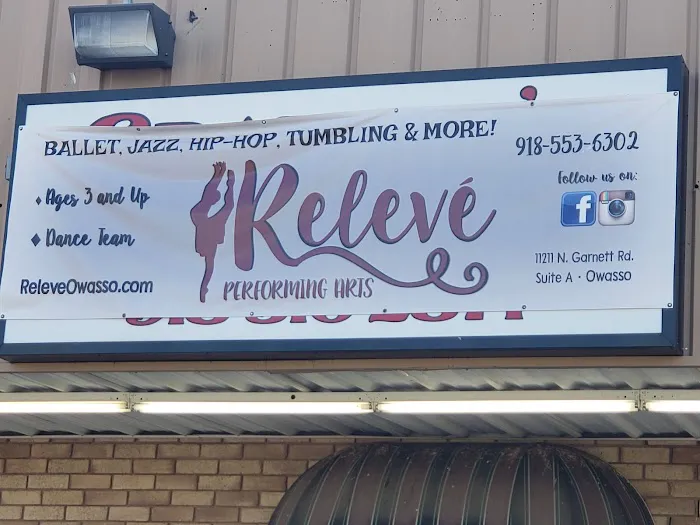 BALLET, JAZZ, HIP-HOP, TUMBLING & MORE!
918-553-6302
Ages 3 and Up
Dance Team
ReleveOwasso.com
Relevé
PERFORMING ARTS
Follow us on:
11211 N. Garnett Rd.
Suite A • Owasso